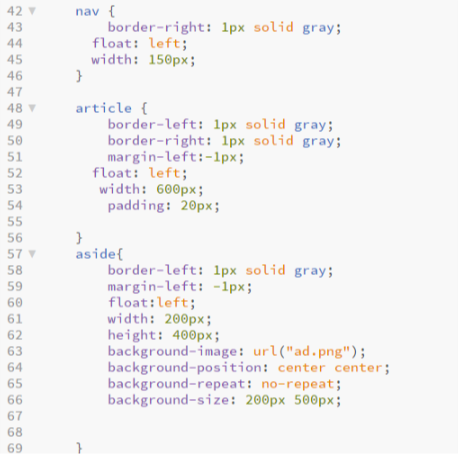 42 ▼ nav {
43 border-right: 1px solid gray;
44 float: left;
45 width: 150px;
46 }
47
48 ▼ article {
49 border-left: 1px solid gray;
50 border-right: 1px solid gray;
51 margin-left:-1px;
52 float: left;
53 width: 600px;
54 padding: 20px;
55
56 }
57 ▼ aside{
58 border-left: 1px solid gray;
59 margin-left: -1px;
60 float:left;
61 width: 200px;
62 height: 400px;
63 background-image: url("ad.png");
64 background-position: center center;
65 background-repeat: no-repeat;
66 background-size: 200px 500px;
67
68
69 }